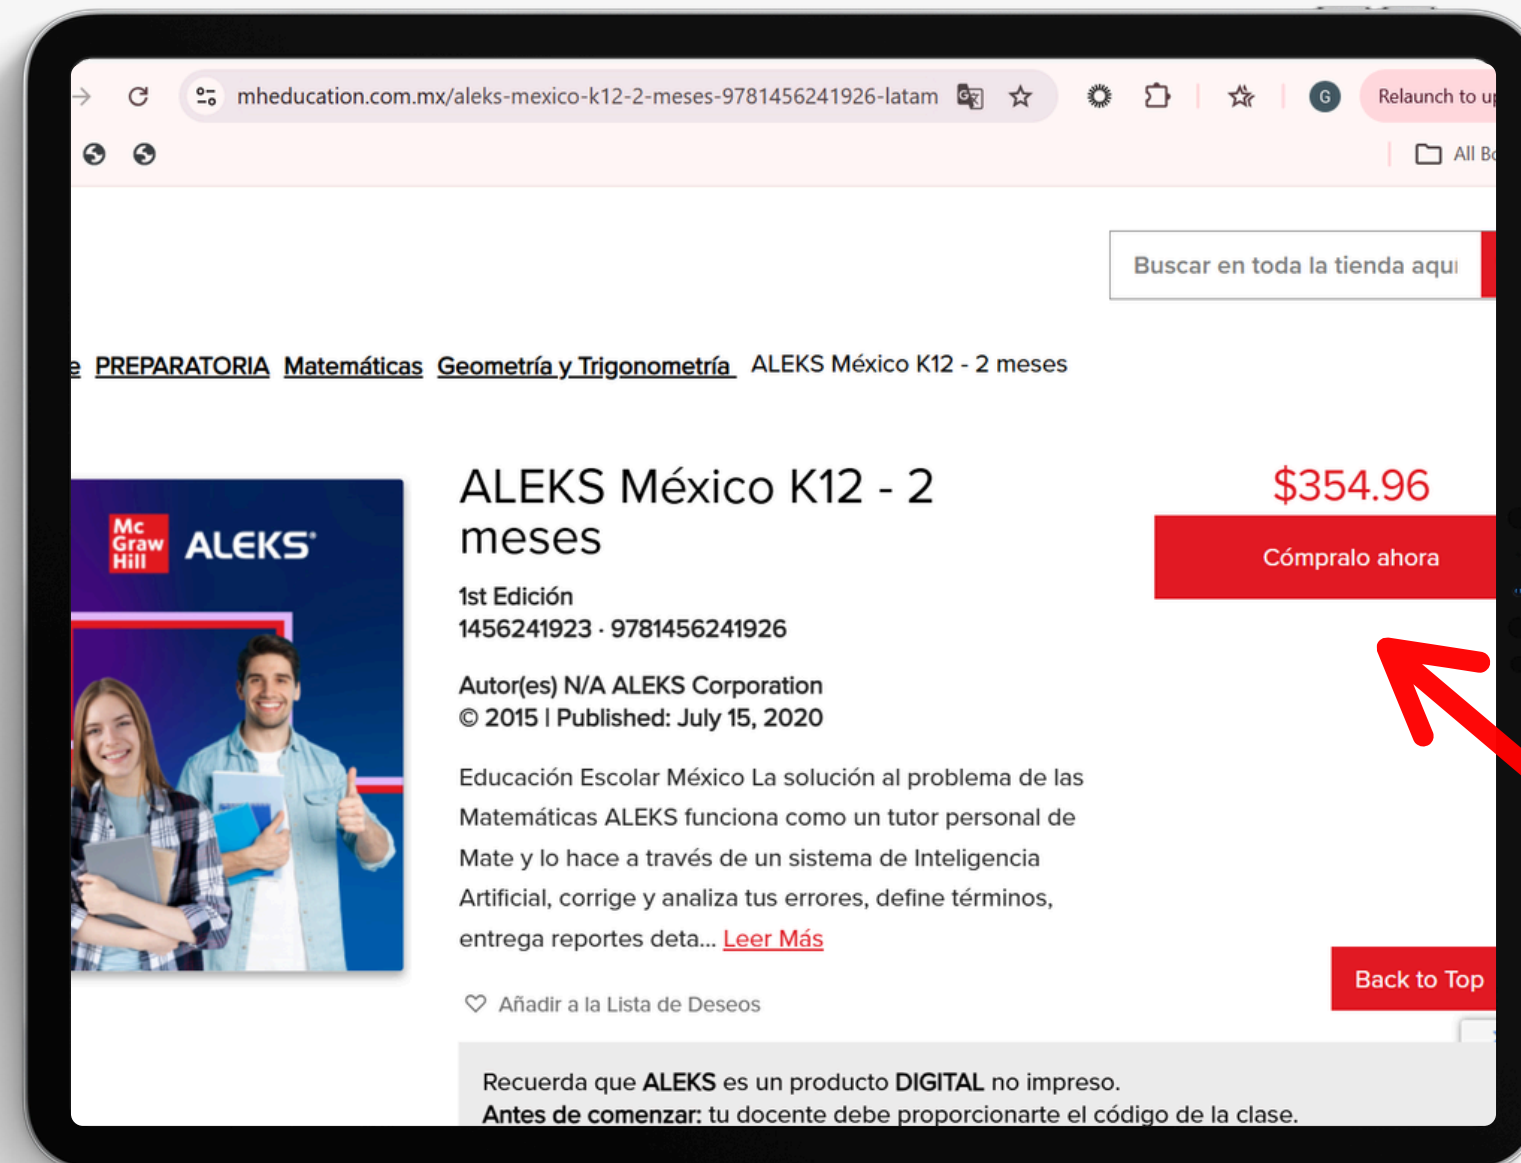 mheducation.com.mx/aleks-mexico-k12-2-meses-9781456241926-latam
G
Relaunch to
All
Buscar en toda la tienda aquí
PREPARATORIA Matemáticas Geometría y Trigonometría ALEKS México K12 - 2 meses
Mc
Graw
Hill
ALEKS®
ALEKS México K12 - 2
meses
1st Edición
1456241923 · 9781456241926
Autor(es) N/A ALEKS Corporation
© 2015 | Published: July 15, 2020
Educación Escolar México La solución al problema de las
Matemáticas ALEKS funciona como un tutor personal de
Mate y lo hace a través de un sistema de Inteligencia
Artificial, corrige y analiza tus errores, define términos,
entrega reportes deta... Leer Más
Añadir a la Lista de Deseos
$354.96
Cómpralo ahora
Back to Top
Recuerda que ALEKS es un producto DIGITAL no impreso.
Antes de comenzar: tu docente debe proporcionarte el código de la clase.